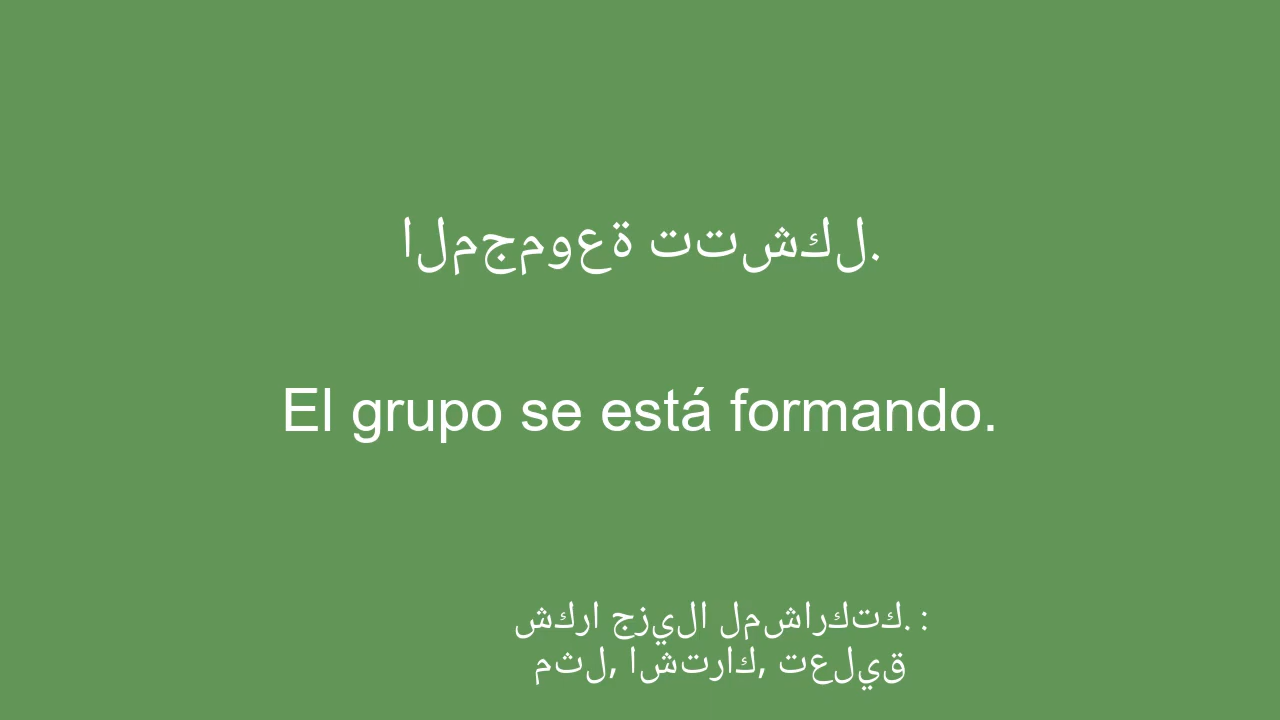 المجموعة تتشكل.
El grupo se está formando.
شكرا جزيلا لمشاركتك. :
مثل, اشتراك, تعليق